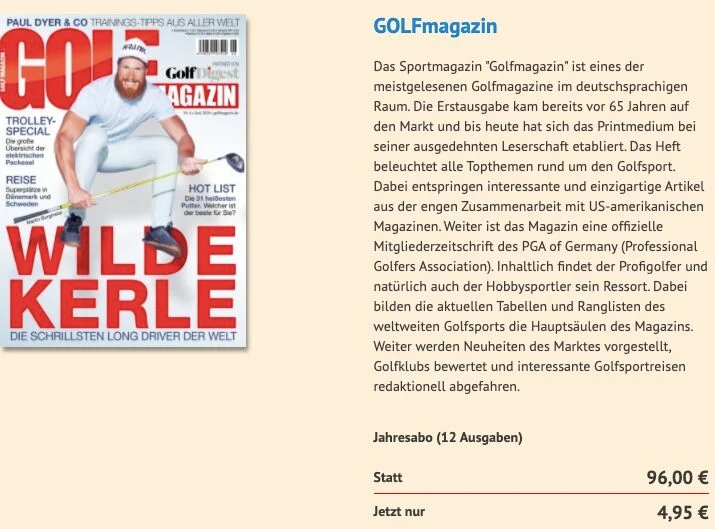 PAUL DYER & CO TRAININGS-TIPPS AUS ALLER WELT
GOLF
GolfDigest
MAGAZIN
TROLLEY-
SPECIAL
Die große
Übersicht der
elektrischen
Packesel
REISE
Superplätze in
Dänemark und
Schweden
HOT LIST
Die 31 heißesten
Putter. Welcher ist
der beste für Sie?
WILDE
KERLE
DIE SCHRILLSTEN LONG DRIVER DER WELT
GOLFmagazin
Das Sportmagazin "Golfmagazin" ist eines der
meistgelesenen Golfmagazine im deutschsprachigen
Raum. Die Erstausgabe kam bereits vor 65 Jahren auf
den Markt und bis heute hat sich das Printmedium bei
seiner ausgedehnten Leserschaft etabliert. Das Heft
beleuchtet alle Topthemen rund um den Golfsport.
Dabei entspringen interessante und einzigartige Artikel
aus der engen Zusammenarbeit mit US-amerikanischen
Magazinen. Weiter ist das Magazin eine offizielle
Mitgliederzeitschrift des PGA of Germany (Professional
Golfers Association). Inhaltlich findet der Profigolfer und
natürlich auch der Hobbysportler sein Ressort. Dabei
bilden die aktuellen Tabellen und Ranglisten des
weltweiten Golfsports die Hauptsäulen des Magazins.
Weiter werden Neuheiten des Marktes vorgestellt,
Golfklubs bewertet und interessante Golfsportreisen
redaktionell abgefahren.
Jahresabo (12 Ausgaben)
Statt 96,00 €
Jetzt nur 4,95 €